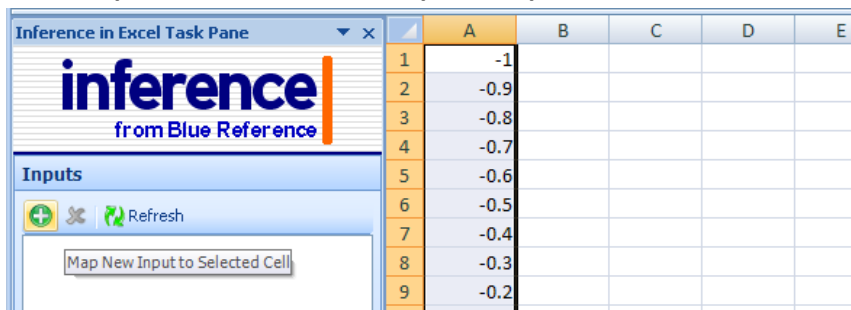 Inference in Excel Task Pane
inference
from Blue Reference
Inputs
Refresh
Map New Input to Selected Cell
A B C D E
1 -1
2 -0.9
3 -0.8
4 -0.7
5 -0.6
6 -0.5
7 -0.4
8 -0.3
9 -0.2